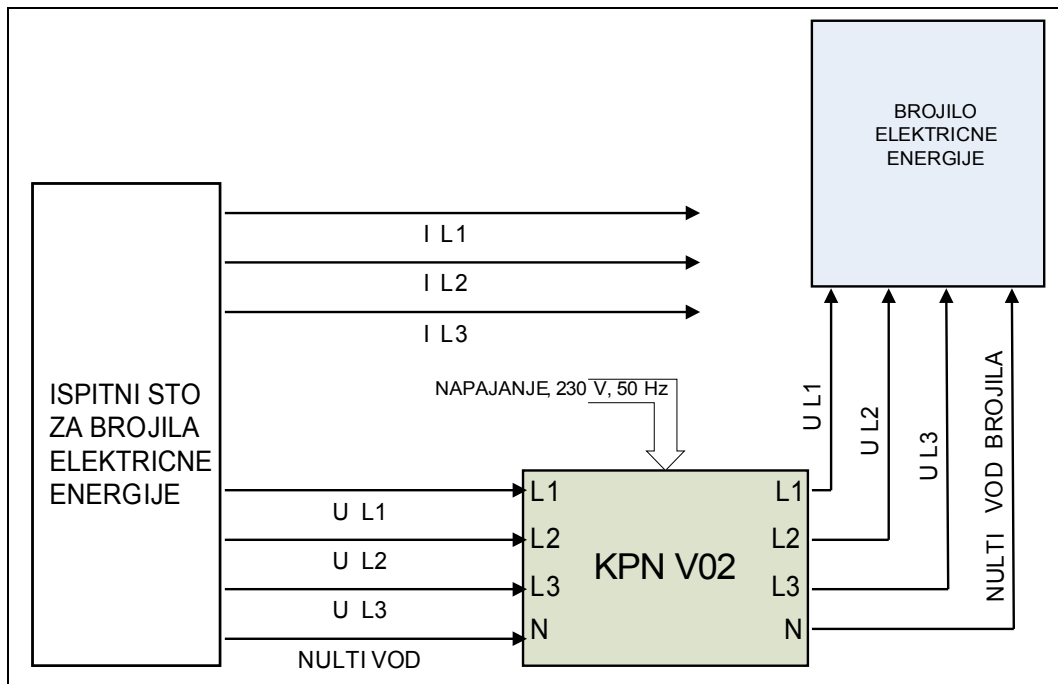 BROJILO
ELEKTRICNE
ENERGIJE
I L1
I L2
I L3
ISPITNI STO
ZA BROJILA
ELEKTRICNE
ENERGIJE
NAPAJANJE, 230 V, 50 Hz
U L1
U L2
U L3
NULTI VOD
L1
L2
L3
N
KPN V02
L1
L2
L3
N
U L1
U L2
U L3
NULTI VOD BROJILA